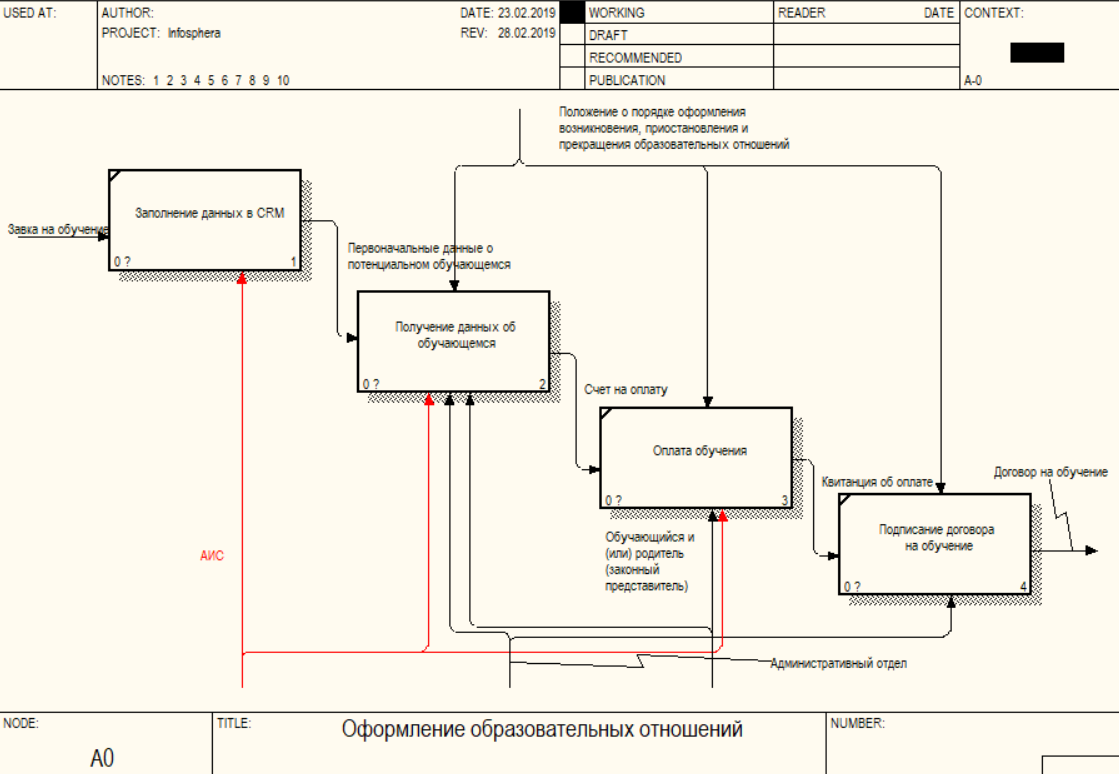 USED AT:
AUTHOR:
DATE: 23.02.2019
WORKING
READER
DATE
CONTEXT:
PROJECT: Infosphera
REV: 28.02.2019
DRAFT
RECOMMENDED
NOTES: 1 2 3 4 5 6 7 8 9 10
PUBLICATION
A-0
Положение о порядке оформления
возникновения, приостановления и
прекращения образовательных отношений
Завка на обучение
Заполнение данных в CRM
0 ?
1
Первоначальные данные о
потенциальном обучающемся
Получение данных об
обучающемся
0 ?
2
Счет на оплату
Оплата обучения
0 ?
3
Квитанция об оплате
Договор на обучение
Подписание договора
на обучение
0 ?
4
АИС
Обучающийся и
(или) родитель
(законный
представитель)
Административный отдел
NODE:
TITLE:
Оформление образовательных отношений
NUMBER:
A0